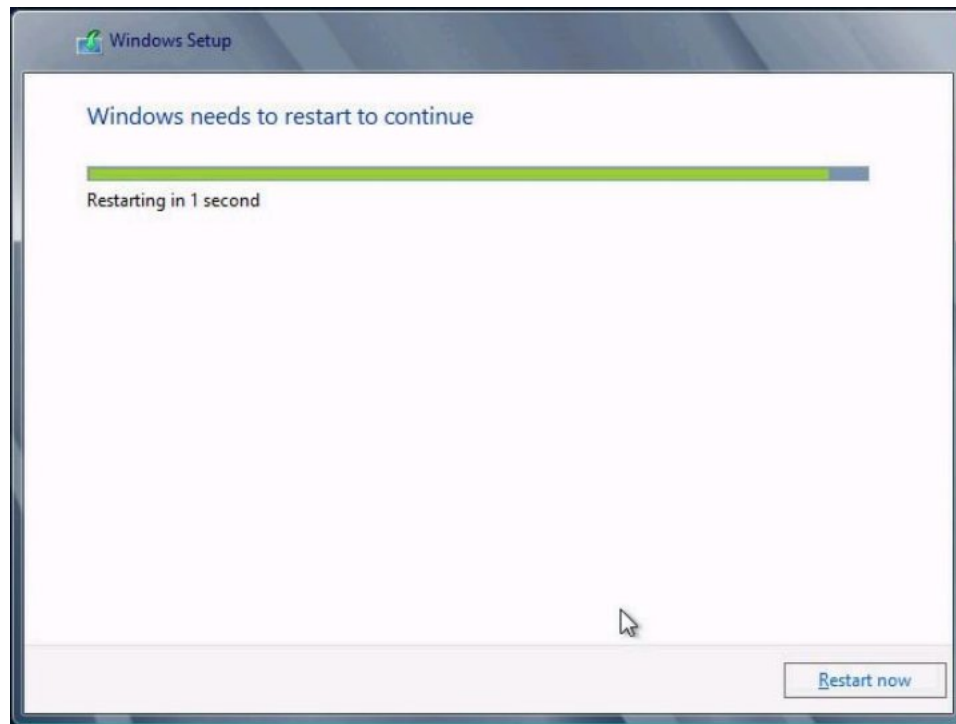 Windows Setup
Windows needs to restart to continue
Restarting in 1 second
Restart now